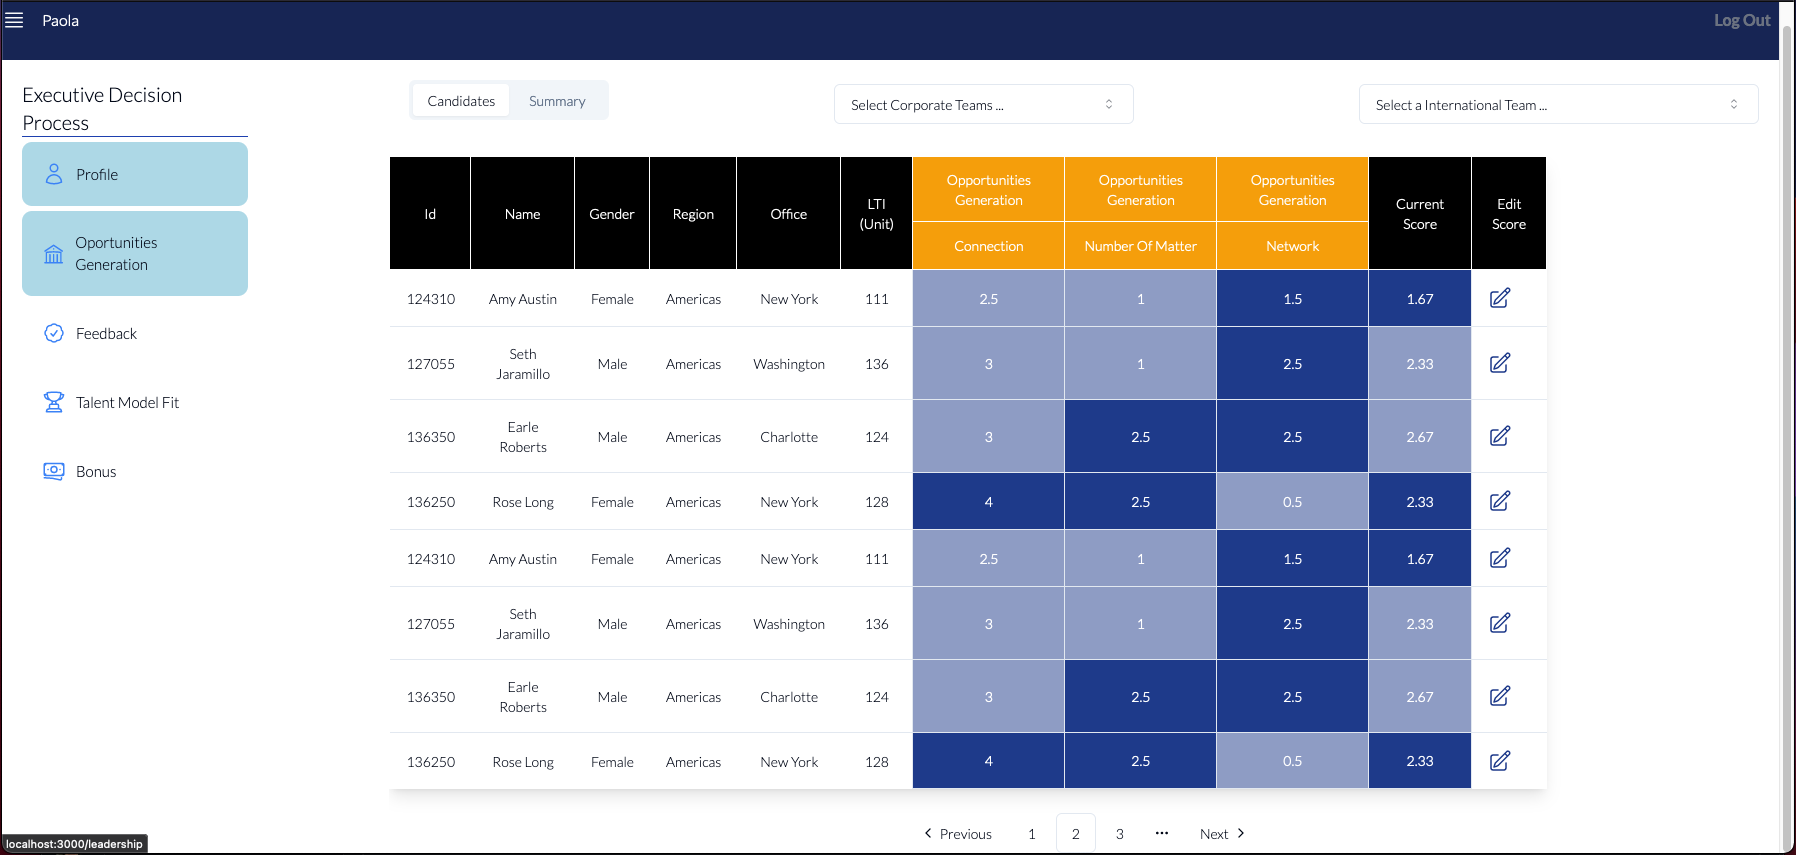 Paola
Log Out
Executive Decision
Process
Profile
Oportunities
Generation
Feedback
Talent Model Fit
Bonus
Candidates Summary
Select Corporate Teams ...
Select a International Team ...
Id Name Gender Region Office LTI (Unit) Opportunities Generation Opportunities Generation Opportunities Generation Current Score Edit Score
Connection Number Of Matter Network
124310 Amy Austin Female Americas New York 111 2.5 1 1.5 1.67
127055 Seth Jaramillo Male Americas Washington 136 3 1 2.5 2.33
136350 Earle Roberts Male Americas Charlotte 124 3 2.5 2.5 2.67
136250 Rose Long Female Americas New York 128 4 2.5 0.5 2.33
124310 Amy Austin Female Americas New York 111 2.5 1 1.5 1.67
127055 Seth Jaramillo Male Americas Washington 136 3 1 2.5 2.33
136350 Earle Roberts Male Americas Charlotte 124 3 2.5 2.5 2.67
136250 Rose Long Female Americas New York 128 4 2.5 0.5 2.33
Previous 1 2 3 ... Next
localhost:3000/leadership